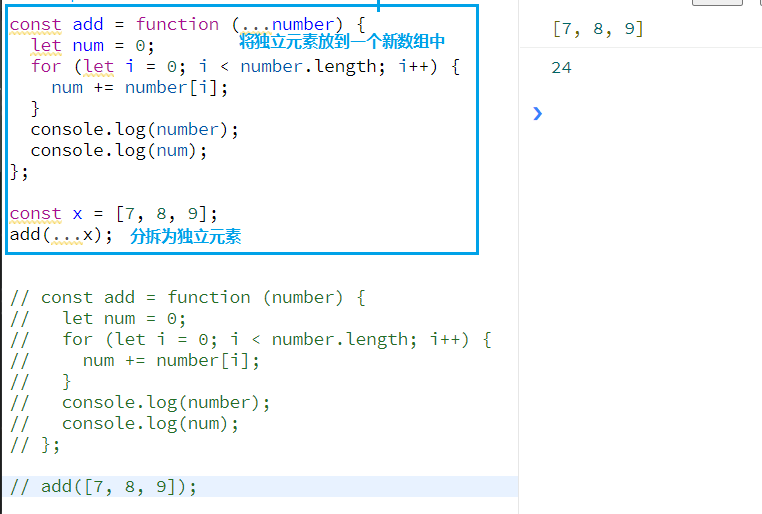 const add = function (...number) {
将独立元素放到一个新数组中
let num = 0;
for (let i = 0; i < number.length; i++) {
num += number[i];
}
console.log(number);
console.log(num);
};
const x = [7, 8, 9];
add(...x); 分拆为独立元素
// const add = function (number) {
//   let num = 0;
//   for (let i = 0; i < number.length; i++) {
//     num += number[i];
//   }
//   console.log(number);
//   console.log(num);
// };
// add([7, 8, 9]);
[7, 8, 9]
24